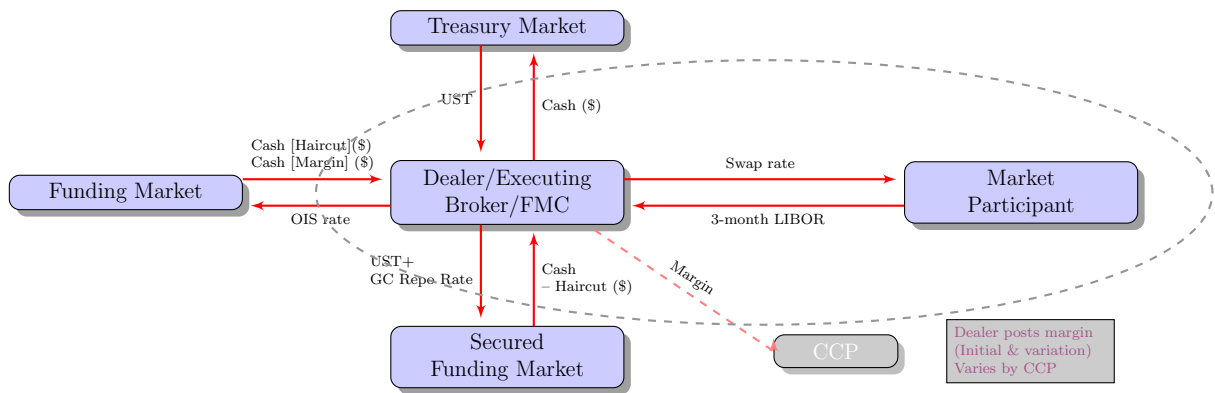 Treasury Market
UST
Cash ($)
Cash [Haircut]($)
Cash [Margin] ($)
Funding Market
OIS rate
Dealer/Executing
Broker/FMC
Swap rate
3-month LIBOR
Market
Participant
UST+
GC Repo Rate
Cash
– Haircut ($)
Margin
Secured
Funding Market
CCP
Dealer posts margin
(Initial & variation)
Varies by CCP